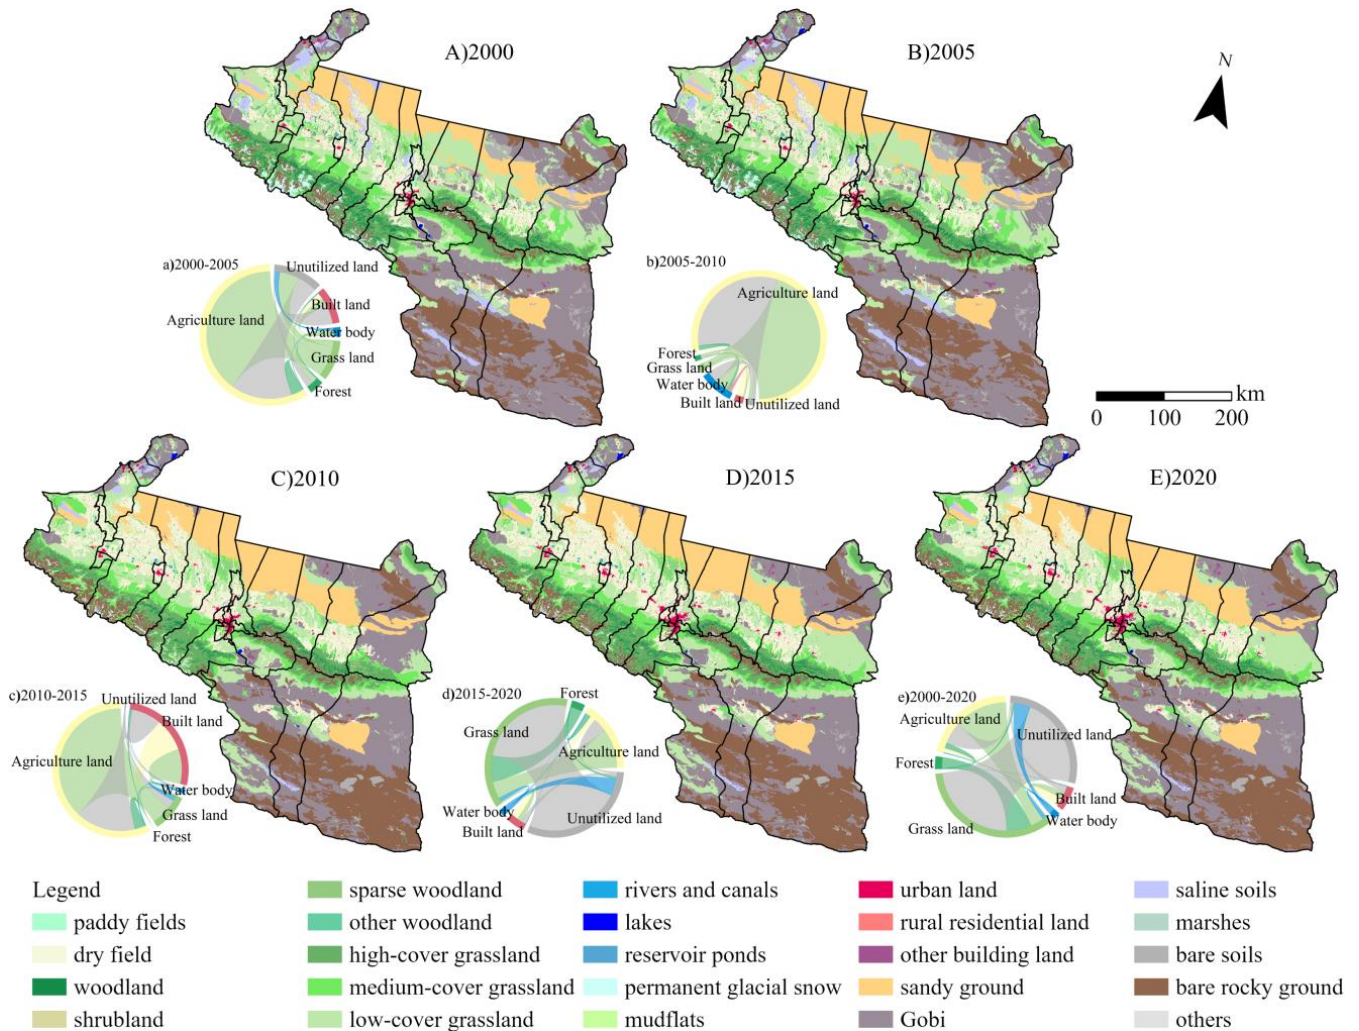 A)2000
B)2005
N
a)2000-2005
Unutilized land
Built land
Agriculture land
Water body
Grass land
Forest
b)2005-2010
Agriculture land
Forest
Grass land
Water body
Built land
Unutilized land
km
0 100 200
C)2010
D)2015
E)2020
c)2010-2015
Unutilized land
Built land
Agriculture land
Water body
Grass land
Forest
d)2015-2020
Forest
Grass land
Agriculture land
Water body
Unutilized land
Built land
e)2000-2020
Agriculture land
Unutilized land
Forest
Built land
Water body
Grass land
Legend
paddy fields
dry field
woodland
shrubland
sparse woodland
other woodland
high-cover grassland
medium-cover grassland
low-cover grassland
rivers and canals
lakes
reservoir ponds
permanent glacial snow
mudflats
urban land
rural residential land
other building land
sandy ground
Gobi
saline soils
marshes
bare soils
bare rocky ground
others